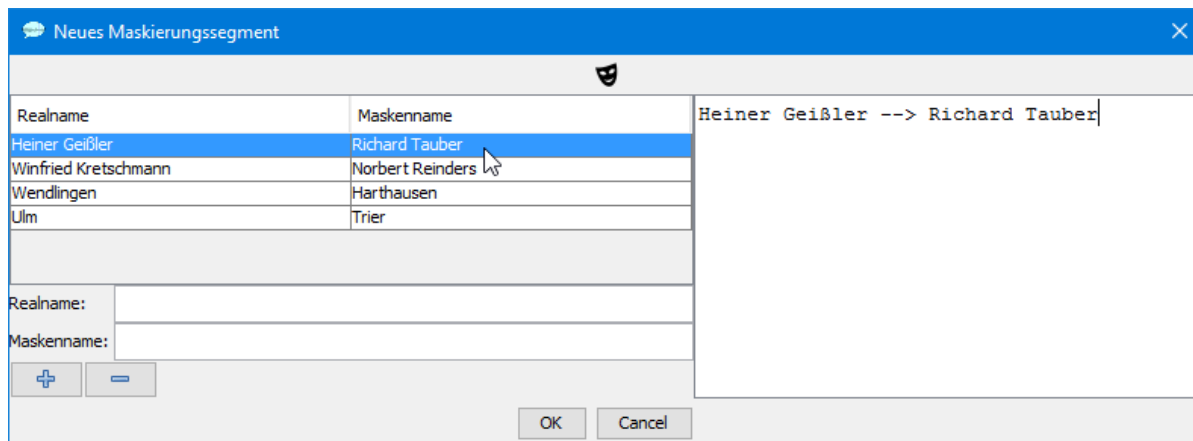 Neues Maskierungssegment
Realname Maskenname
Heiner Geißler Richard Tauber
Winfried Kretschmann Norbert Reinders
Wendlingen Harthausen
Ulm Trier
Realname:
Maskenname:
Heiner Geißler --> Richard Tauber
OK Cancel